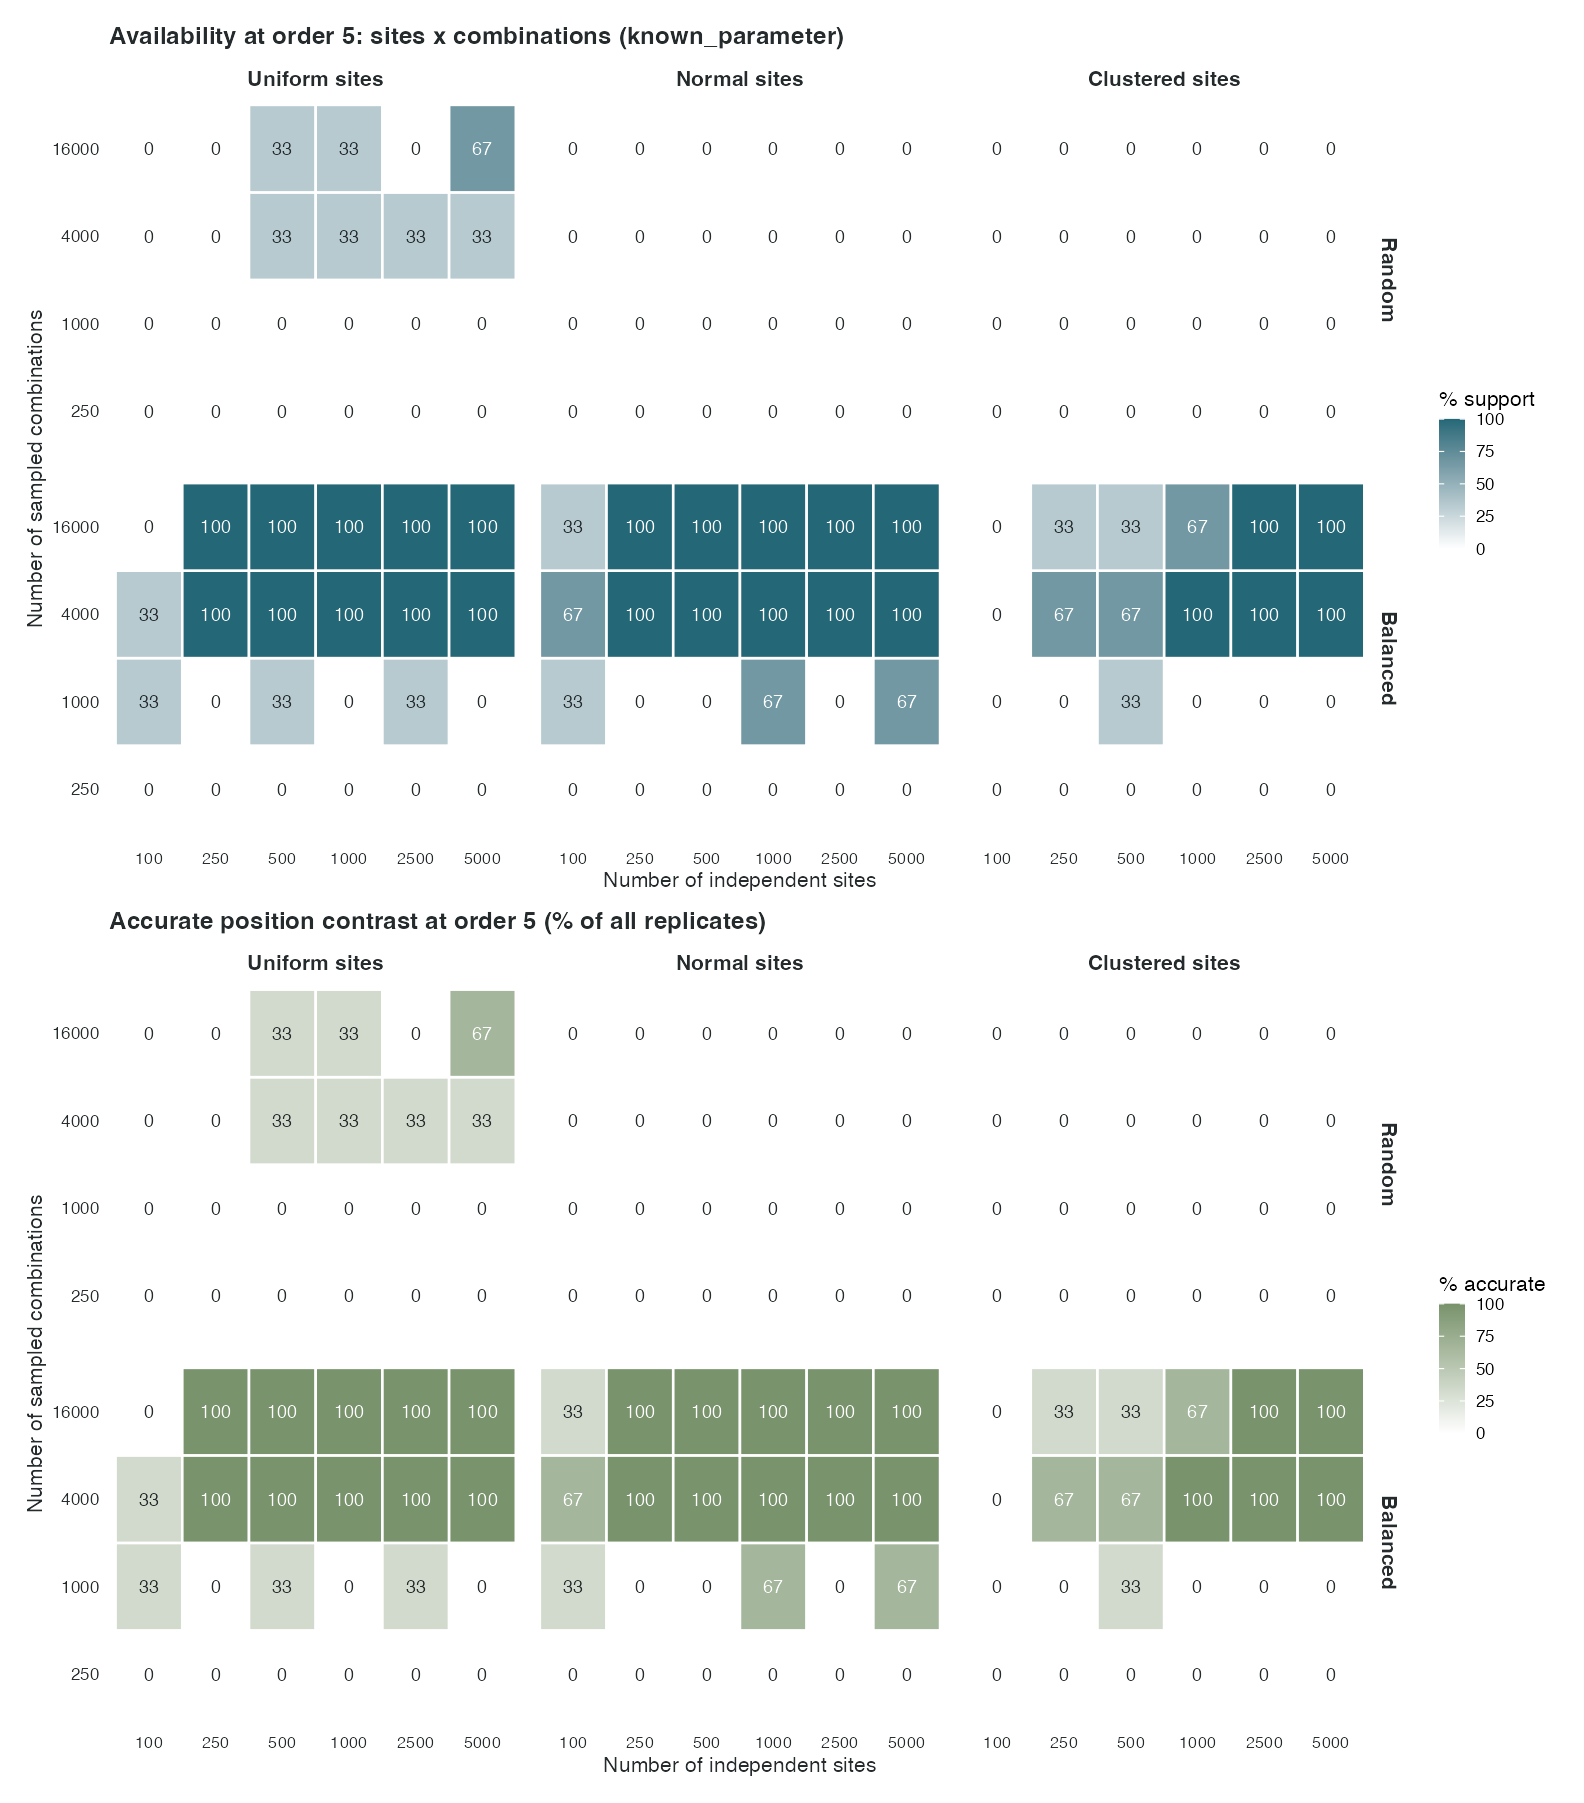 Availability at order 5: sites x combinations (known_parameter)
Uniform sites Normal sites Clustered sites
16000 0 0 33 33 0 67 0 0 0 0 0 0 0 0 0 0 0 0
4000 0 0 33 33 33 33 0 0 0 0 0 0 0 0 0 0 0 0
1000 0 0 0 0 0 0 0 0 0 0 0 0 0 0 0 0 0 0
250 0 0 0 0 0 0 0 0 0 0 0 0 0 0 0 0 0 0
Random
16000 0 100 100 100 100 100 33 100 100 100 100 100 0 33 33 67 100 100
4000 33 100 100 100 100 100 67 100 100 100 100 100 0 67 67 100 100 100
1000 33 0 33 0 33 0 33 0 0 67 0 67 0 0 33 0 0 0
250 0 0 0 0 0 0 0 0 0 0 0 0 0 0 0 0 0 0
Balanced
100 250 500 1000 2500 5000 100 250 500 1000 2500 5000 100 250 500 1000 2500 5000
Number of independent sites
Number of sampled combinations
% support
100
75
50
25
0
Accurate position contrast at order 5 (% of all replicates)
Uniform sites Normal sites Clustered sites
16000 0 0 33 33 0 67 0 0 0 0 0 0 0 0 0 0 0 0
4000 0 0 33 33 33 33 0 0 0 0 0 0 0 0 0 0 0 0
1000 0 0 0 0 0 0 0 0 0 0 0 0 0 0 0 0 0 0
250 0 0 0 0 0 0 0 0 0 0 0 0 0 0 0 0 0 0
Random
16000 0 100 100 100 100 100 33 100 100 100 100 100 0 33 33 67 100 100
4000 33 100 100 100 100 100 67 100 100 100 100 100 0 67 67 100 100 100
1000 33 0 33 0 33 0 33 0 0 67 0 67 0 0 33 0 0 0
250 0 0 0 0 0 0 0 0 0 0 0 0 0 0 0 0 0 0
Balanced
100 250 500 1000 2500 5000 100 250 500 1000 2500 5000 100 250 500 1000 2500 5000
Number of independent sites
Number of sampled combinations
% accurate
100
75
50
25
0